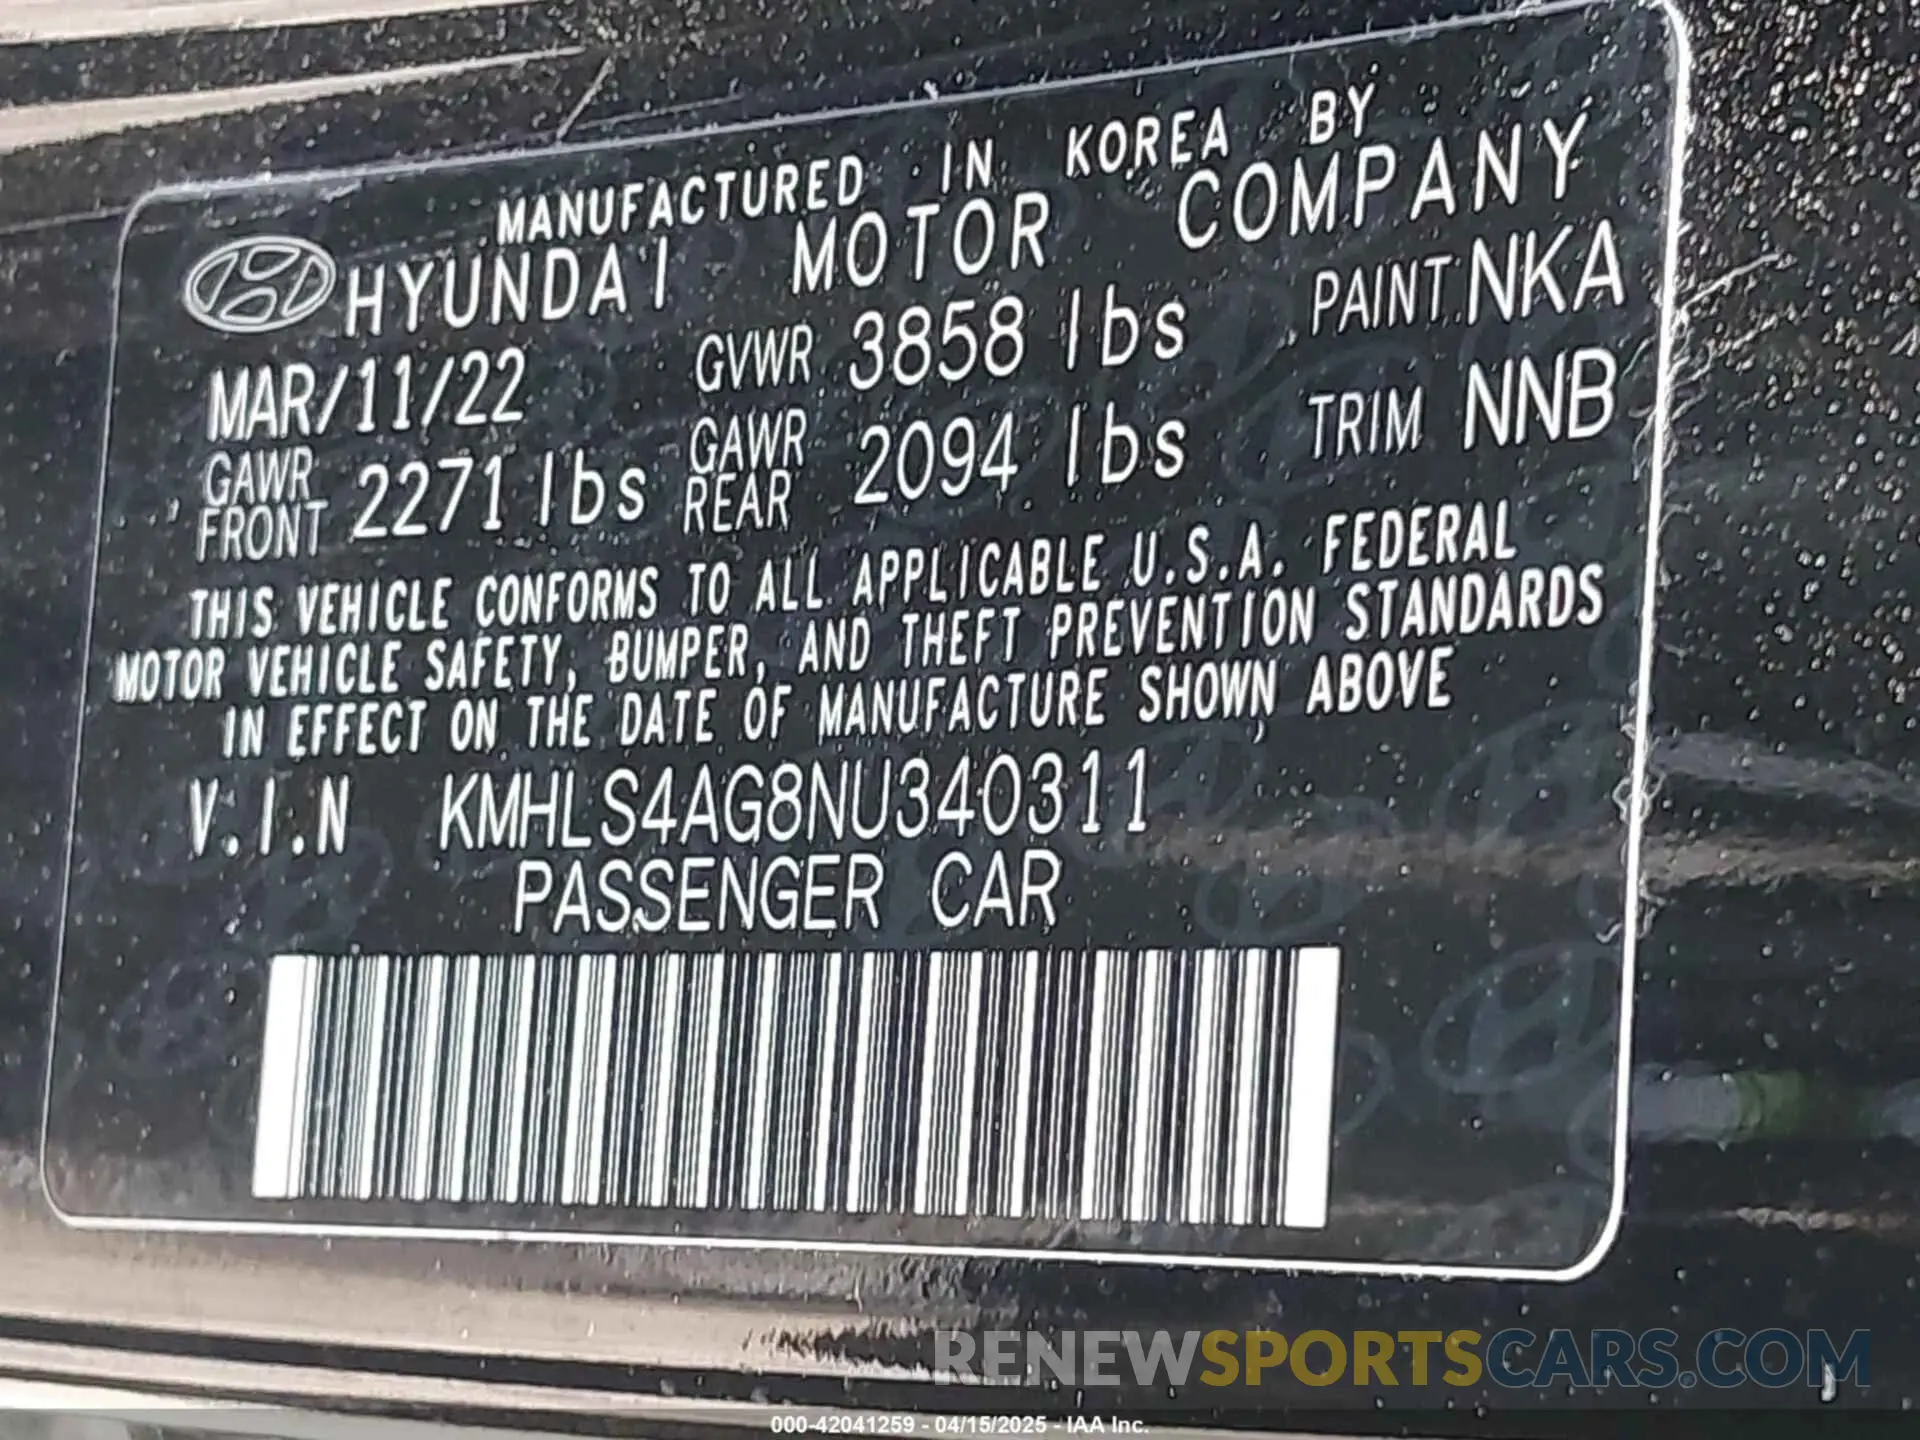 MANUFACTURED IN KOREA BY
HYUNDAI MOTOR COMPANY
MAR/11/22 GVWR 3858 lbs PAINT NKA
GAWR FRONT 2271 lbs GAWR REAR 2094 lbs TRIM NNB
THIS VEHICLE CONFORMS TO ALL APPLICABLE U.S.A. FEDERAL
MOTOR VEHICLE SAFETY, BUMPER, AND THEFT PREVENTION STANDARDS
IN EFFECT ON THE DATE OF MANUFACTURE SHOWN ABOVE
V.I.N KMHLS4AG8NU340311
PASSENGER CAR
RENEWSPORTSCARS.COM
000-42041259 - 04/15/2025 - IAA Inc.